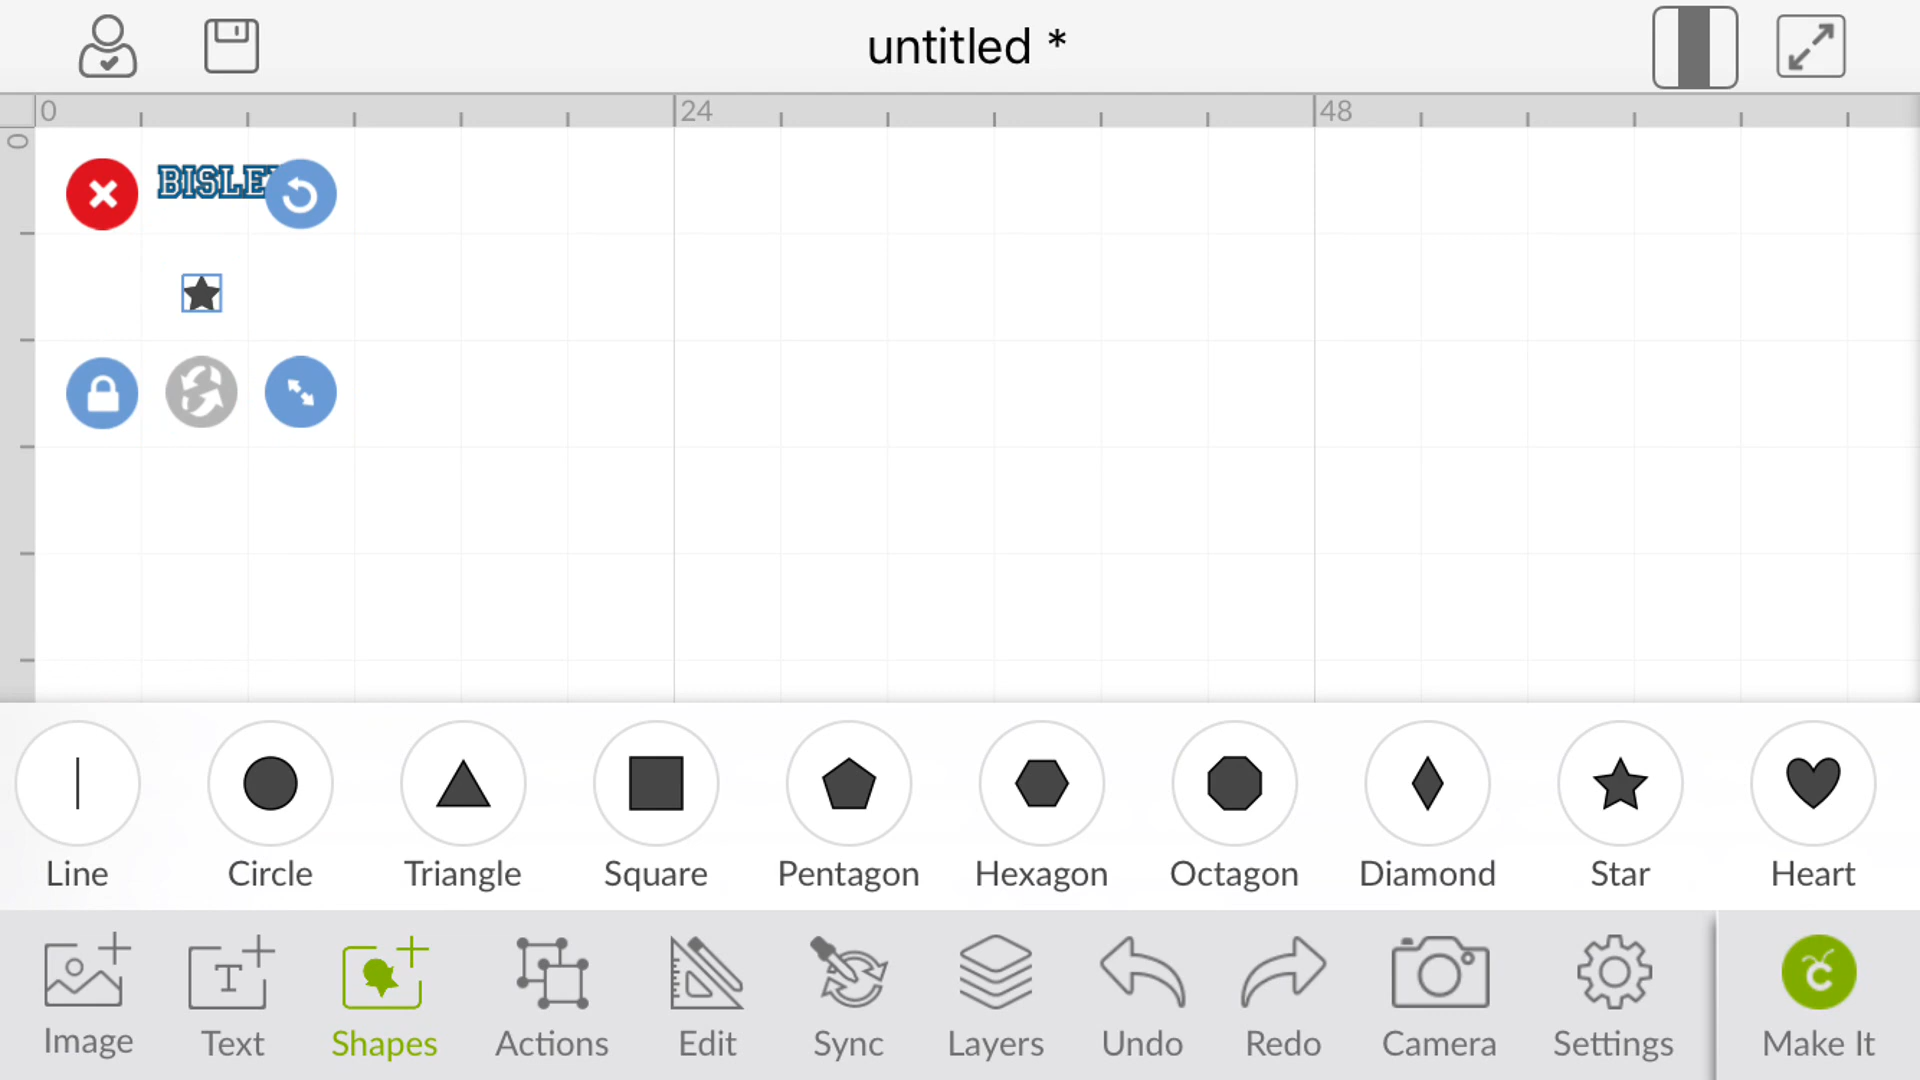 untitled *
0 24 48
0
BISLEY
Line Circle Triangle Square Pentagon Hexagon Octagon Diamond Star Heart
Image Text Shapes Actions Edit Sync Layers Undo Redo Camera Settings Make It